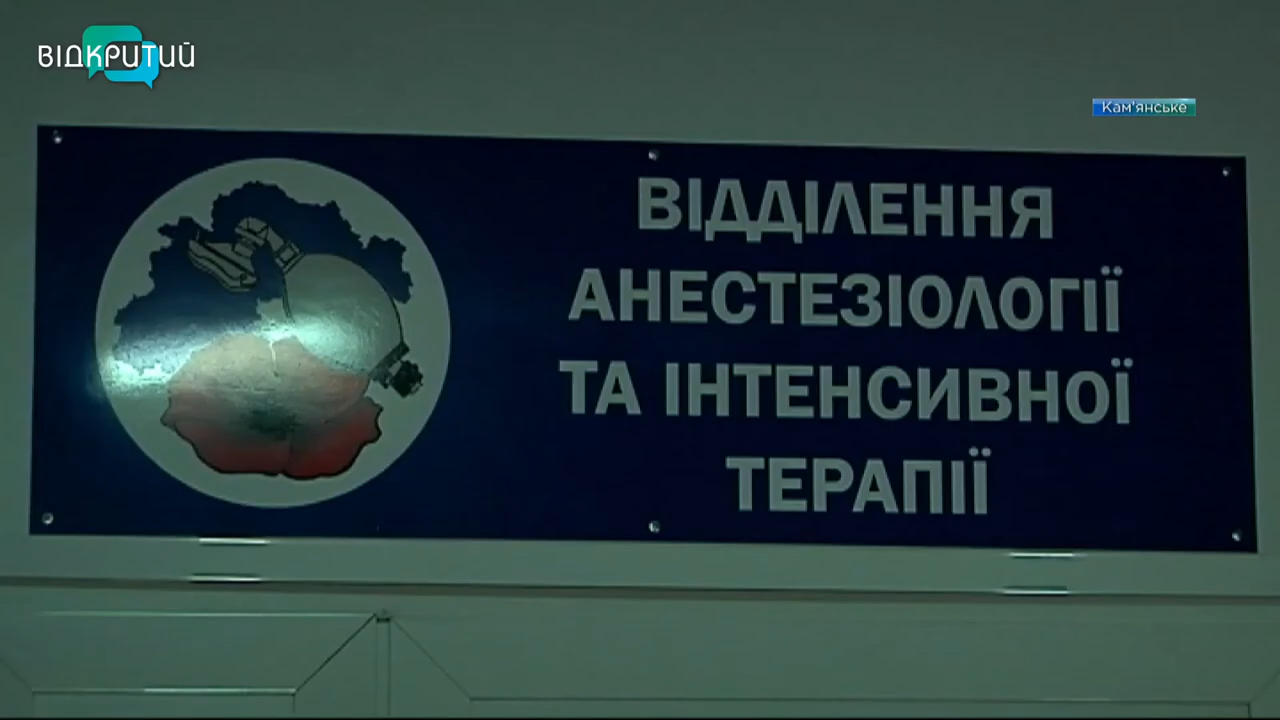 ВІДКРИТИЙ
Кам'янське
ВІДДІЛЕННЯ
АНЕСТЕЗІОЛОГІЇ
ТА ІНТЕНСИВНОЇ
ТЕРАПІЇ